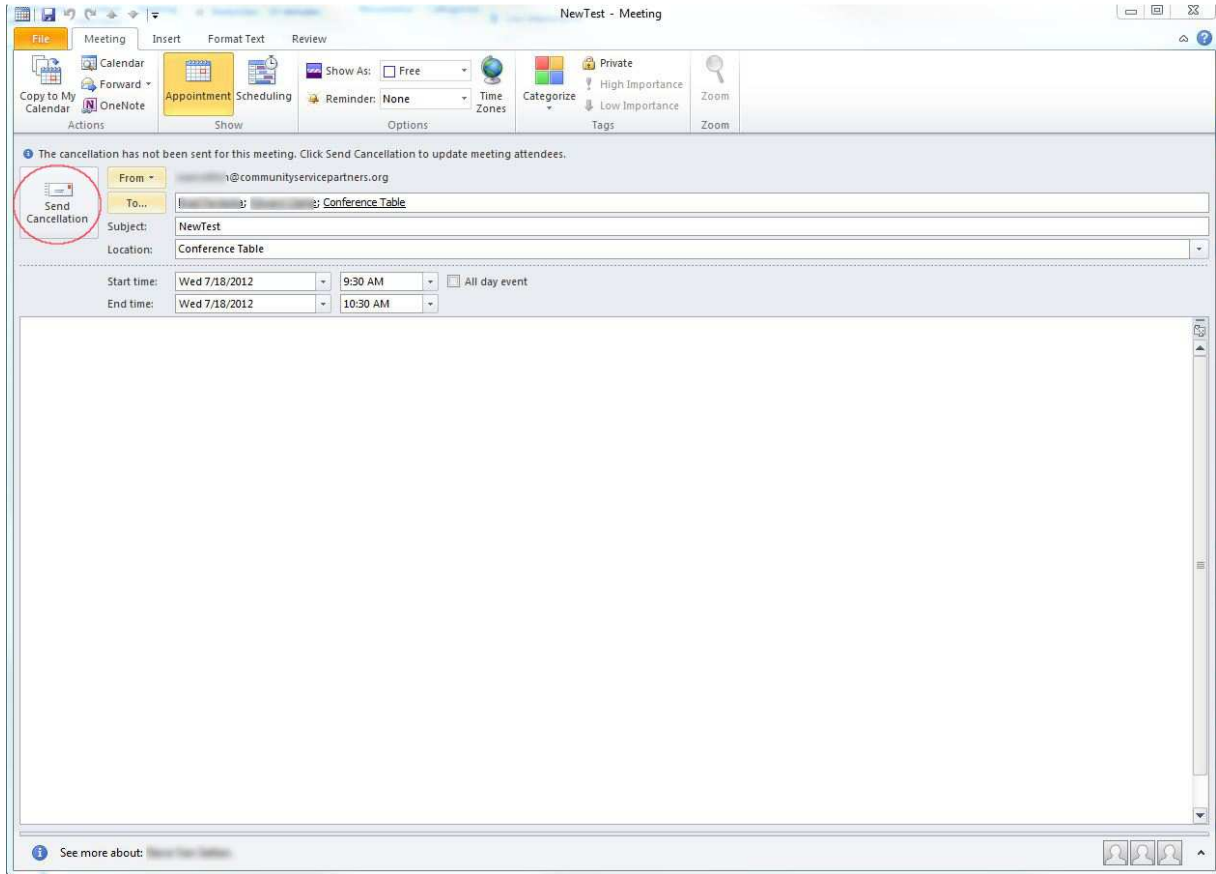 NewTest - Meeting
File Meeting Insert Format Text Review
Copy to My Calendar
Calendar
Forward
OneNote
Actions
Appointment Scheduling
Show
Show As: Free
Reminder: None
Time Zones
Options
Categorize
Private
High Importance
Low Importance
Tags
Zoom
Zoom
The cancellation has not been sent for this meeting. Click Send Cancellation to update meeting attendees.
Send Cancellation
From @communityservicepartners.org
To... ; ; Conference Table
Subject: NewTest
Location: Conference Table
Start time: Wed 7/18/2012 9:30 AM All day event
End time: Wed 7/18/2012 10:30 AM
See more about: